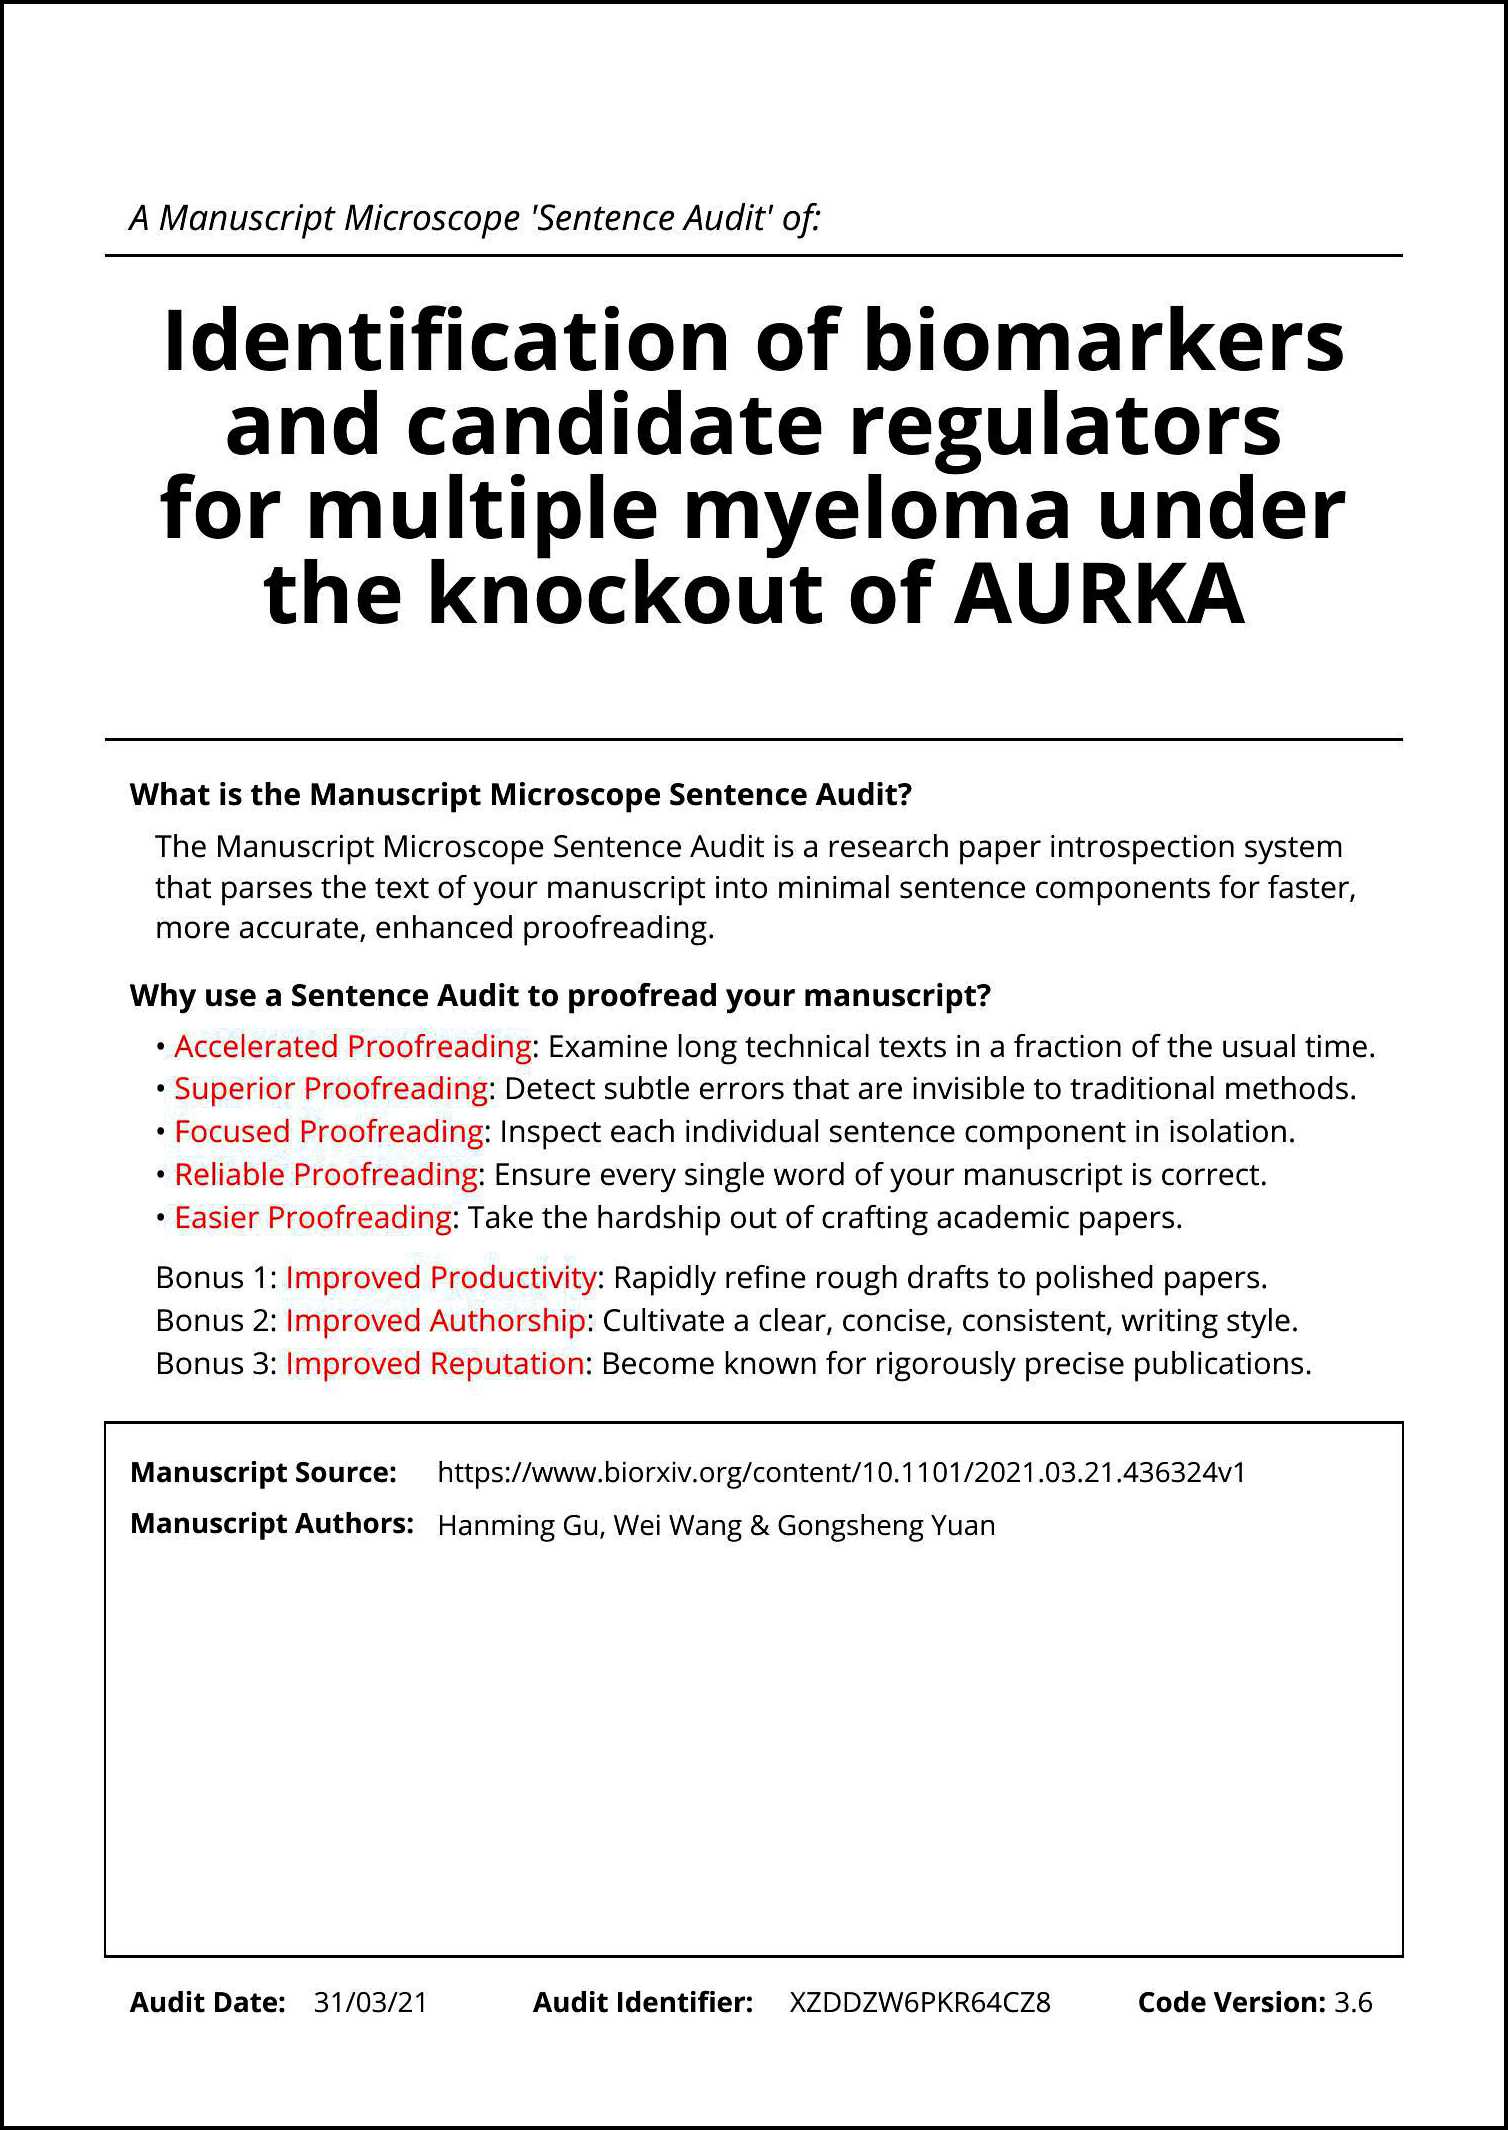 A Manuscript Microscope 'Sentence Audit' of:
Identification of biomarkers
and candidate regulators
for multiple myeloma under
the knockout of AURKA
What is the Manuscript Microscope Sentence Audit?
The Manuscript Microscope Sentence Audit is a research paper introspection system
that parses the text of your manuscript into minimal sentence components for faster,
more accurate, enhanced proofreading.
Why use a Sentence Audit to proofread your manuscript?
• Accelerated Proofreading: Examine long technical texts in a fraction of the usual time.
• Superior Proofreading: Detect subtle errors that are invisible to traditional methods.
• Focused Proofreading: Inspect each individual sentence component in isolation.
• Reliable Proofreading: Ensure every single word of your manuscript is correct.
• Easier Proofreading: Take the hardship out of crafting academic papers.
Bonus 1: Improved Productivity: Rapidly refine rough drafts to polished papers.
Bonus 2: Improved Authorship: Cultivate a clear, concise, consistent, writing style.
Bonus 3: Improved Reputation: Become known for rigorously precise publications.
Manuscript Source: https://www.biorxiv.org/content/10.1101/2021.03.21.436324v1
Manuscript Authors: Hanming Gu, Wei Wang & Gongsheng Yuan
Audit Date: 31/03/21 Audit Identifier: XZDDZW6PKR64CZ8 Code Version: 3.6